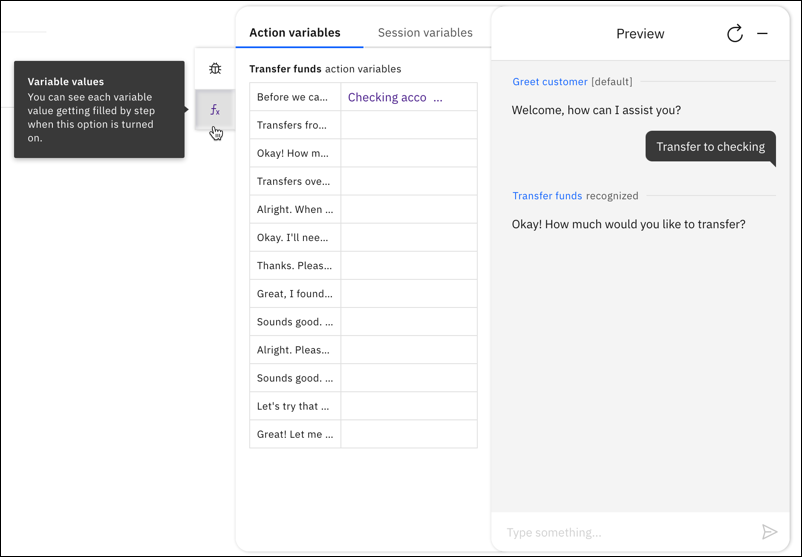 Variable values
You can see each variable
value getting filled by step
when this option is turned
on.
fx
Action variables
Session variables
Transfer funds action variables
Before we ca...
Checking acco ...
Transfers fro...
Okay! How m...
Transfers ove...
Alright. When ...
Okay. I'll nee...
Thanks. Pleas...
Great, I found...
Sounds good. ...
Alright. Pleas...
Sounds good. ...
Let's try that ...
Great! Let me ...
Preview
Greet customer [default]
Welcome, how can I assist you?
Transfer to checking
Transfer funds recognized
Okay! How much would you like to transfer?
Type something...